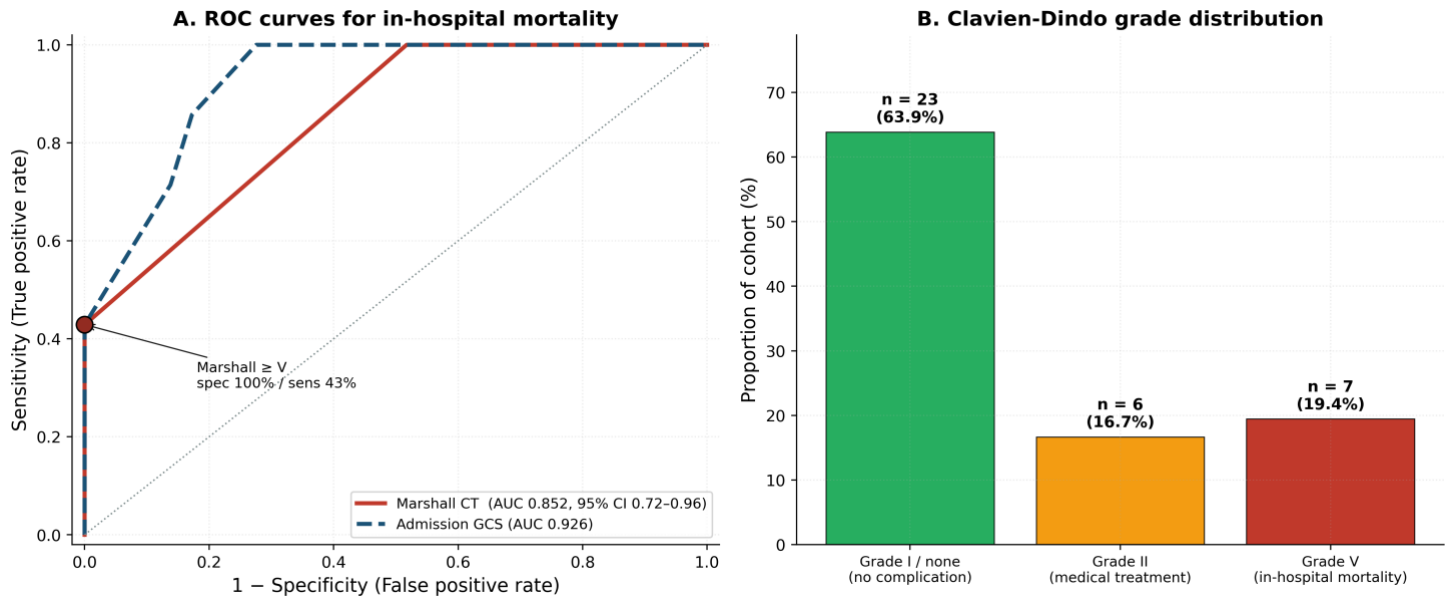 A. ROC curves for in-hospital mortality
Sensitivity (True positive rate)
1.0
0.8
0.6
0.4
0.2
0.0
Marshall ≥ V
spec 100% / sens 43%
Marshall CT (AUC 0.852, 95% CI 0.72–0.96)
Admission GCS (AUC 0.926)
0.0 0.2 0.4 0.6 0.8 1.0
1 − Specificity (False positive rate)
B. Clavien-Dindo grade distribution
Proportion of cohort (%)
70
60
50
40
30
20
10
0
n = 23
(63.9%)
n = 6
(16.7%)
n = 7
(19.4%)
Grade I / none
(no complication)
Grade II
(medical treatment)
Grade V
(in-hospital mortality)